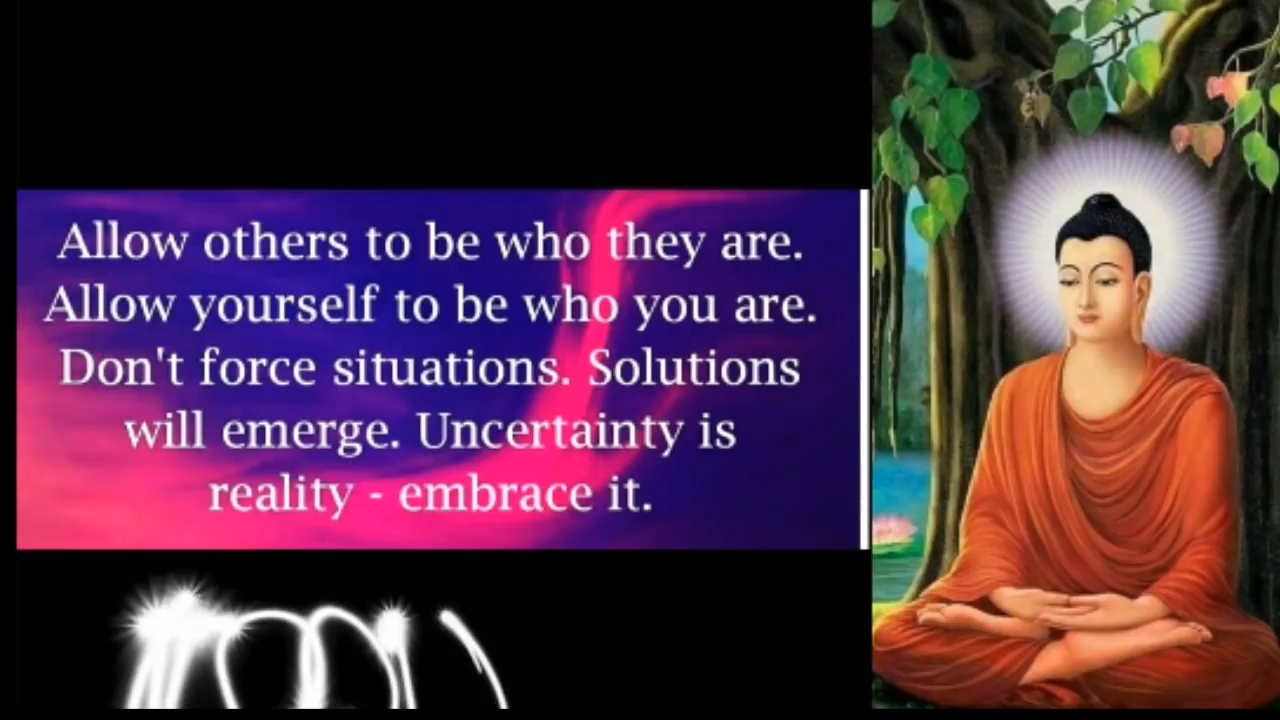 Allow others to be who they are.
Allow yourself to be who you are.
Don't force situations. Solutions
will emerge. Uncertainty is
reality - embrace it.